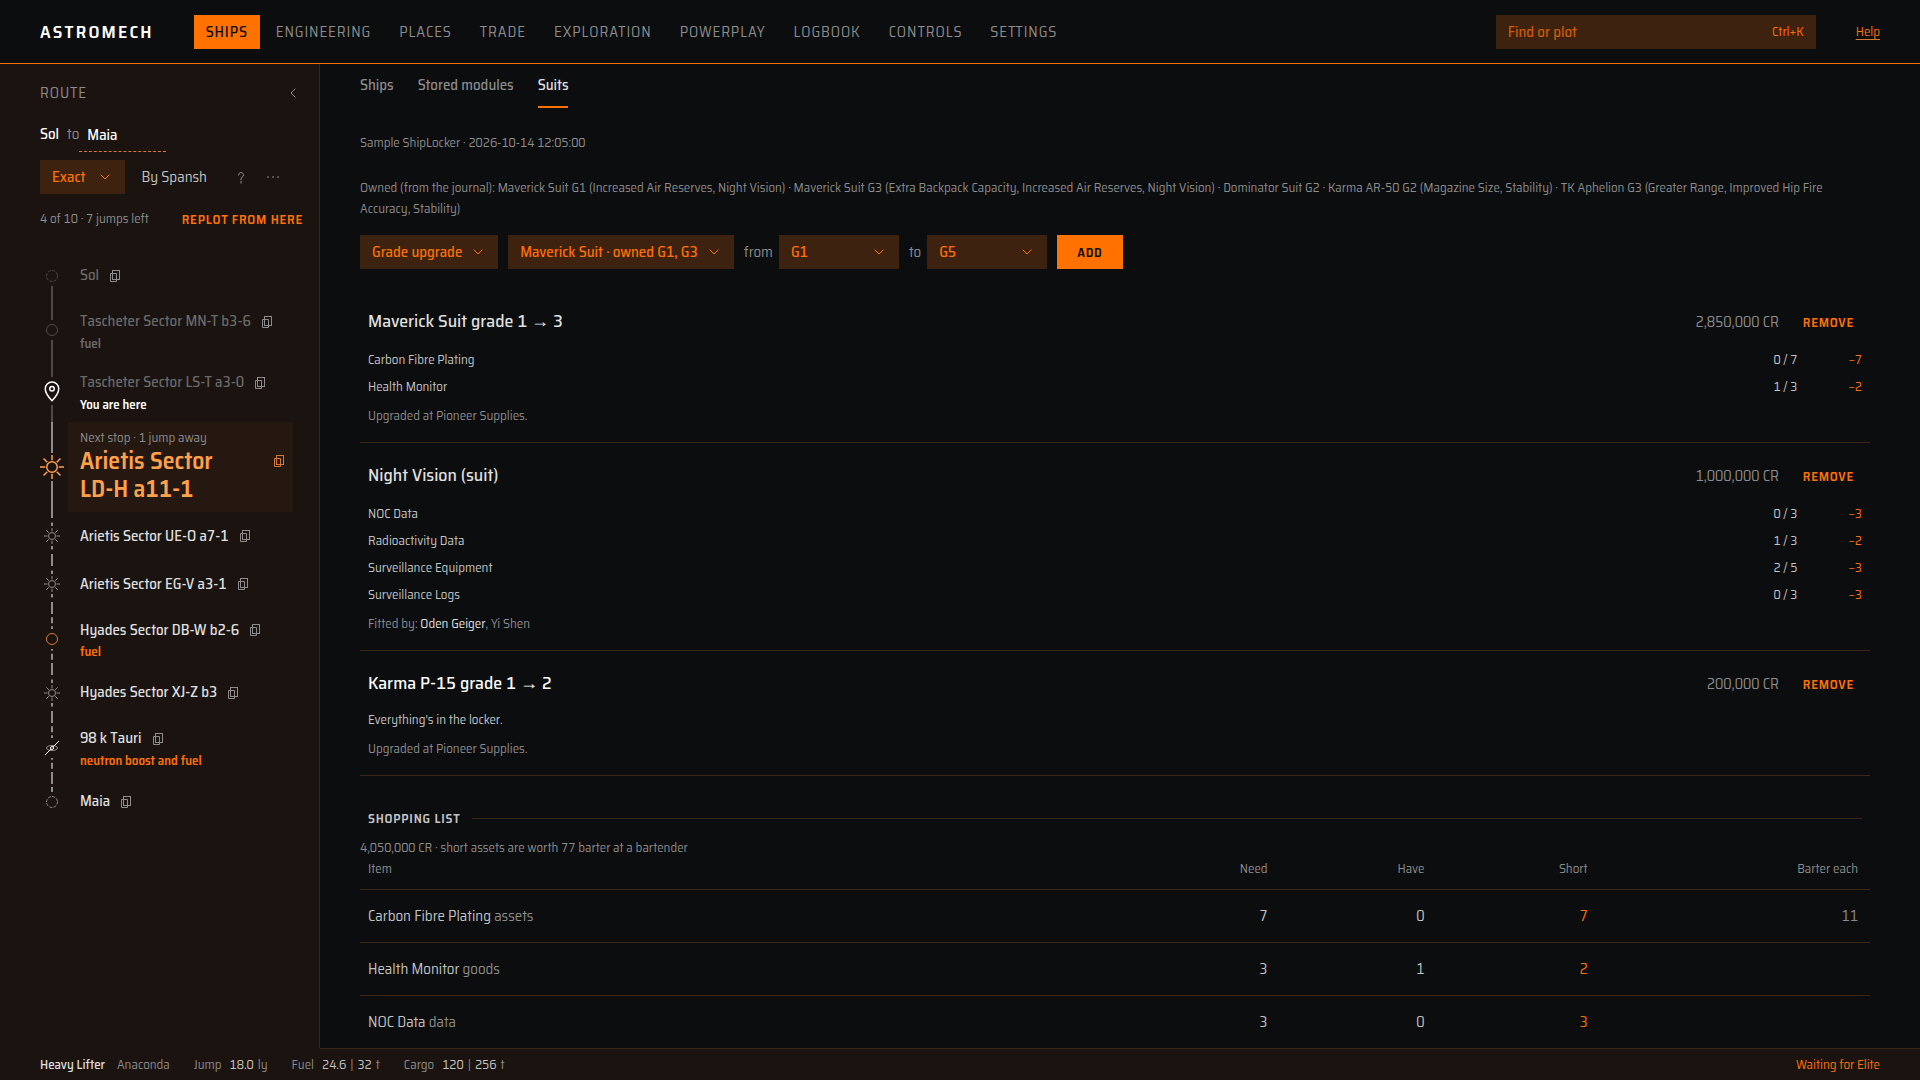 ASTROMECH
SHIPS ENGINEERING PLACES TRADE EXPLORATION POWERPLAY LOGBOOK CONTROLS SETTINGS
Find or plot Ctrl+K
Help
ROUTE
Sol to Maia
Exact By Spansh ? ...
4 of 10 · 7 jumps left REPLOT FROM HERE
Sol
Tascheter Sector MN-T b3-6
fuel
Tascheter Sector LS-T a3-0
You are here
Next stop · 1 jump away
Arietis Sector
LD-H a11-1
Arietis Sector UE-O a7-1
Arietis Sector EG-V a3-1
Hyades Sector DB-W b2-6
fuel
Hyades Sector XJ-Z b3
98 k Tauri
neutron boost and fuel
Maia
Ships Stored modules Suits
Sample ShipLocker · 2026-10-14 12:05:00
Owned (from the journal): Maverick Suit G1 (Increased Air Reserves, Night Vision) · Maverick Suit G3 (Extra Backpack Capacity, Increased Air Reserves, Night Vision) · Dominator Suit G2 · Karma AR-50 G2 (Magazine Size, Stability) · TK Aphelion G3 (Greater Range, Improved Hip Fire
Accuracy, Stability)
Grade upgrade Maverick Suit · owned G1, G3 from G1 to G5 ADD
Maverick Suit grade 1 → 3 2,850,000 CR REMOVE
Carbon Fibre Plating 0 / 7 −7
Health Monitor 1 / 3 −2
Upgraded at Pioneer Supplies.
Night Vision (suit) 1,000,000 CR REMOVE
NOC Data 0 / 3 −3
Radioactivity Data 1 / 3 −2
Surveillance Equipment 2 / 5 −3
Surveillance Logs 0 / 3 −3
Fitted by: Oden Geiger, Yi Shen
Karma P-15 grade 1 → 2 200,000 CR REMOVE
Everything's in the locker.
Upgraded at Pioneer Supplies.
SHOPPING LIST
4,050,000 CR · short assets are worth 77 barter at a bartender
Item Need Have Short Barter each
Carbon Fibre Plating assets 7 0 7 11
Health Monitor goods 3 1 2
NOC Data data 3 0 3
Heavy Lifter Anaconda Jump 18.0 ly Fuel 24.6 | 32 t Cargo 120 | 256 t
Waiting for Elite